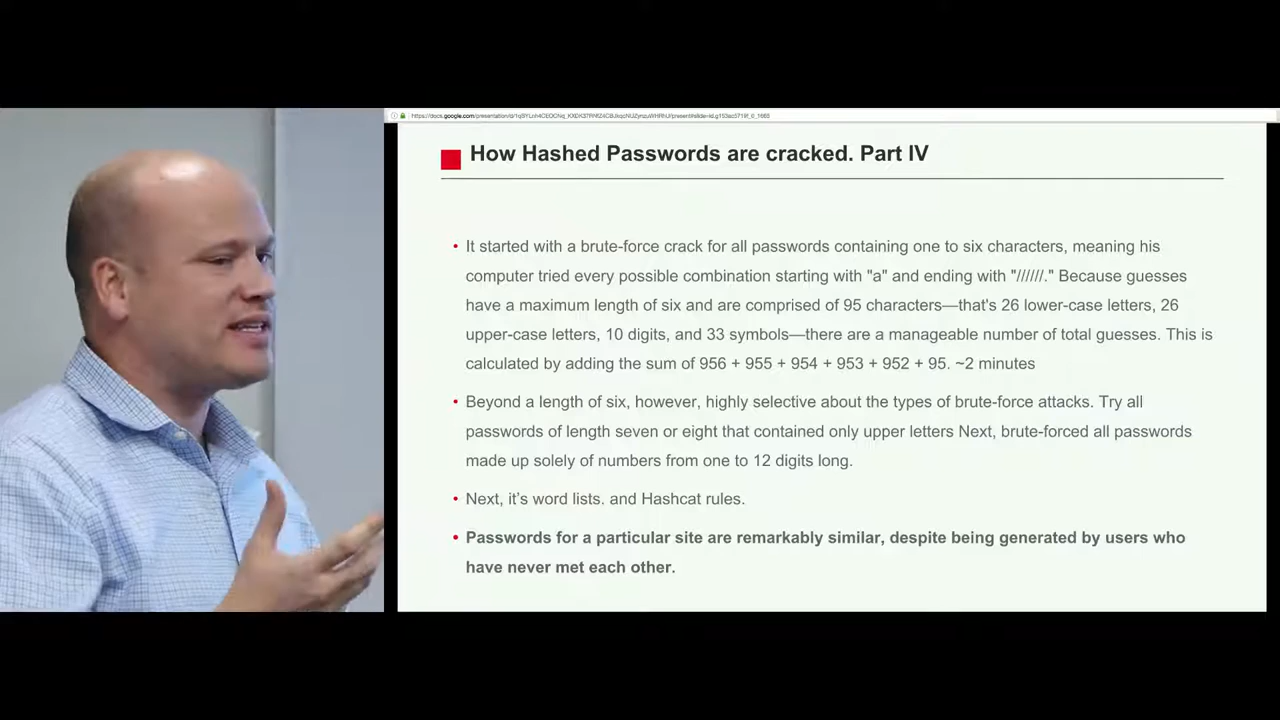 How Hashed Passwords are cracked. Part IV
• It started with a brute-force crack for all passwords containing one to six characters, meaning his
computer tried every possible combination starting with "a" and ending with "//////." Because guesses
have a maximum length of six and are comprised of 95 characters—that's 26 lower-case letters, 26
upper-case letters, 10 digits, and 33 symbols—there are a manageable number of total guesses. This is
calculated by adding the sum of 956 + 955 + 954 + 953 + 952 + 95. ~2 minutes
• Beyond a length of six, however, highly selective about the types of brute-force attacks. Try all
passwords of length seven or eight that contained only upper letters Next, brute-forced all passwords
made up solely of numbers from one to 12 digits long.
• Next, it’s word lists. and Hashcat rules.
• Passwords for a particular site are remarkably similar, despite being generated by users who
have never met each other.